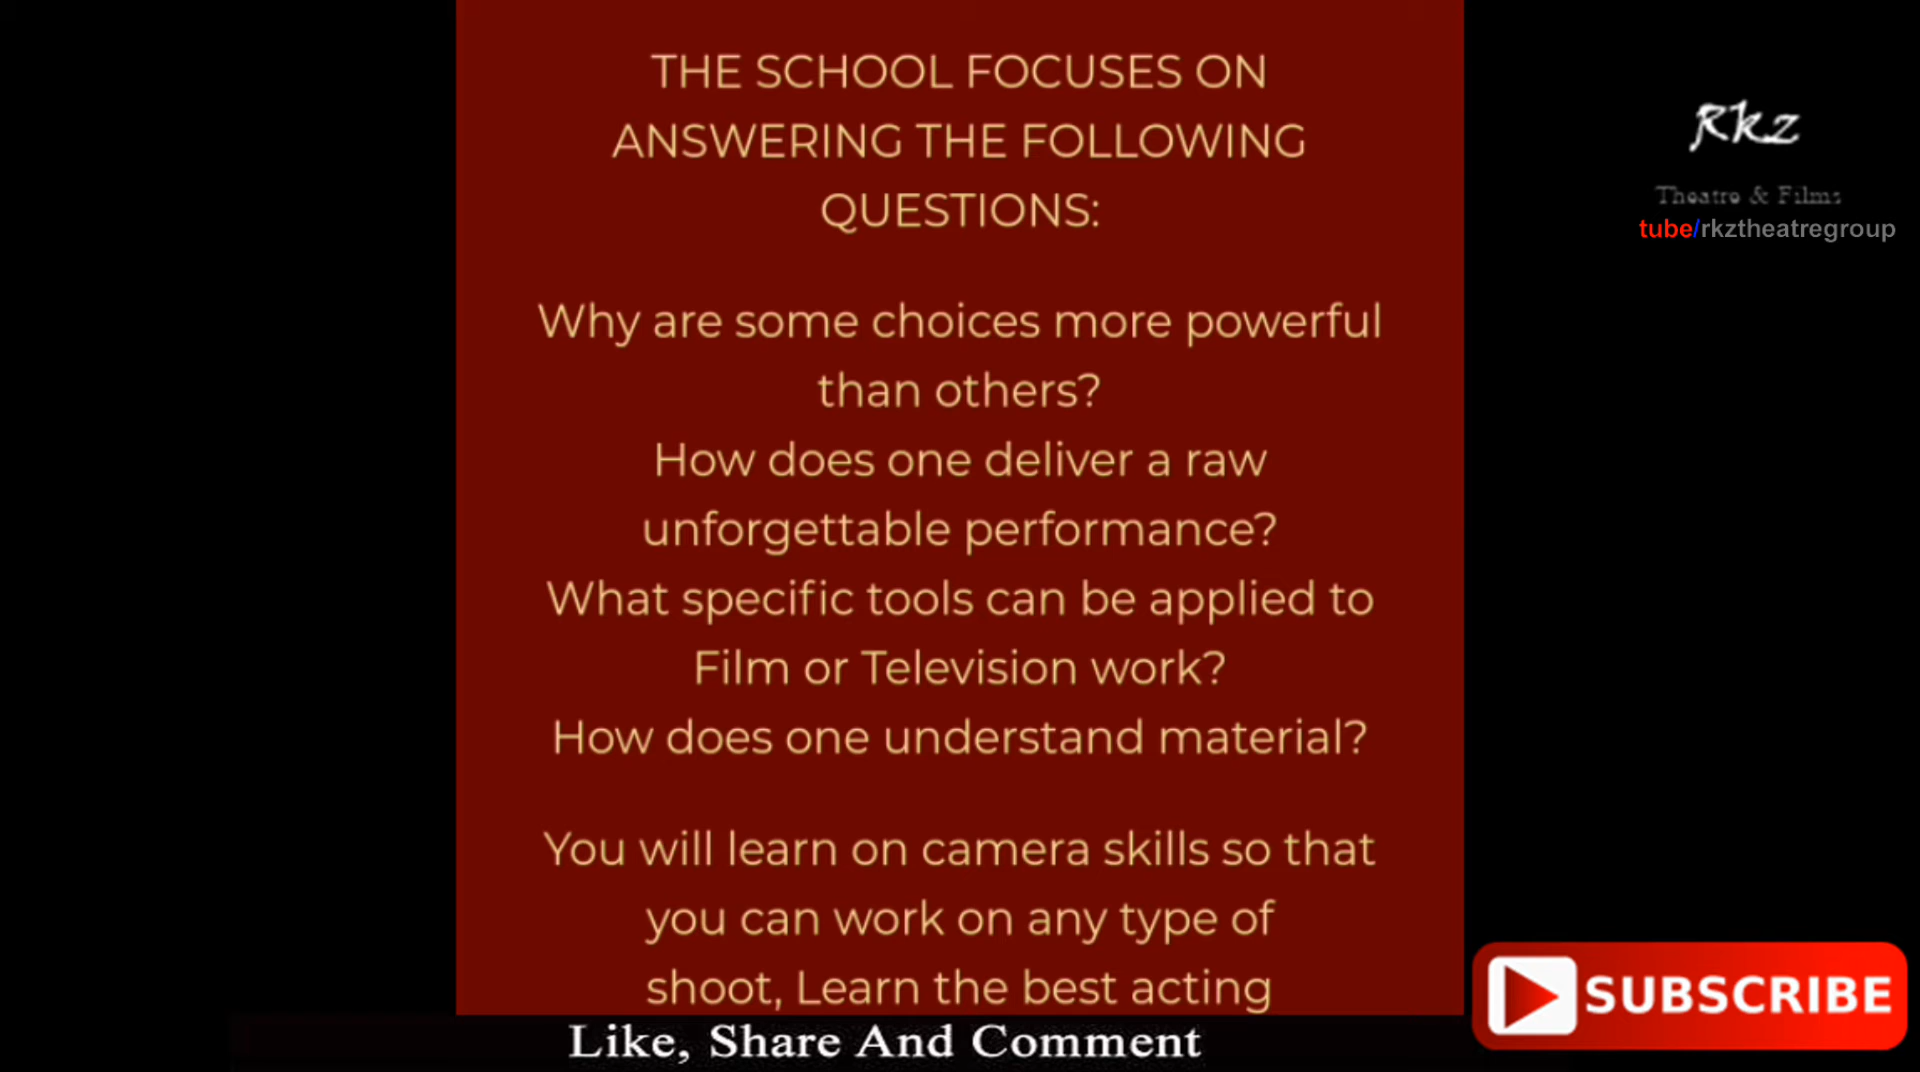 THE SCHOOL FOCUSES ON
ANSWERING THE FOLLOWING
QUESTIONS:
Why are some choices more powerful
than others?
How does one deliver a raw
unforgettable performance?
What specific tools can be applied to
Film or Television work?
How does one understand material?
You will learn on camera skills so that
you can work on any type of
shoot, Learn the best acting
Rkz
Theatre & Films
tube/rkztheatregroup
SUBSCRIBE
Like, Share And Comment